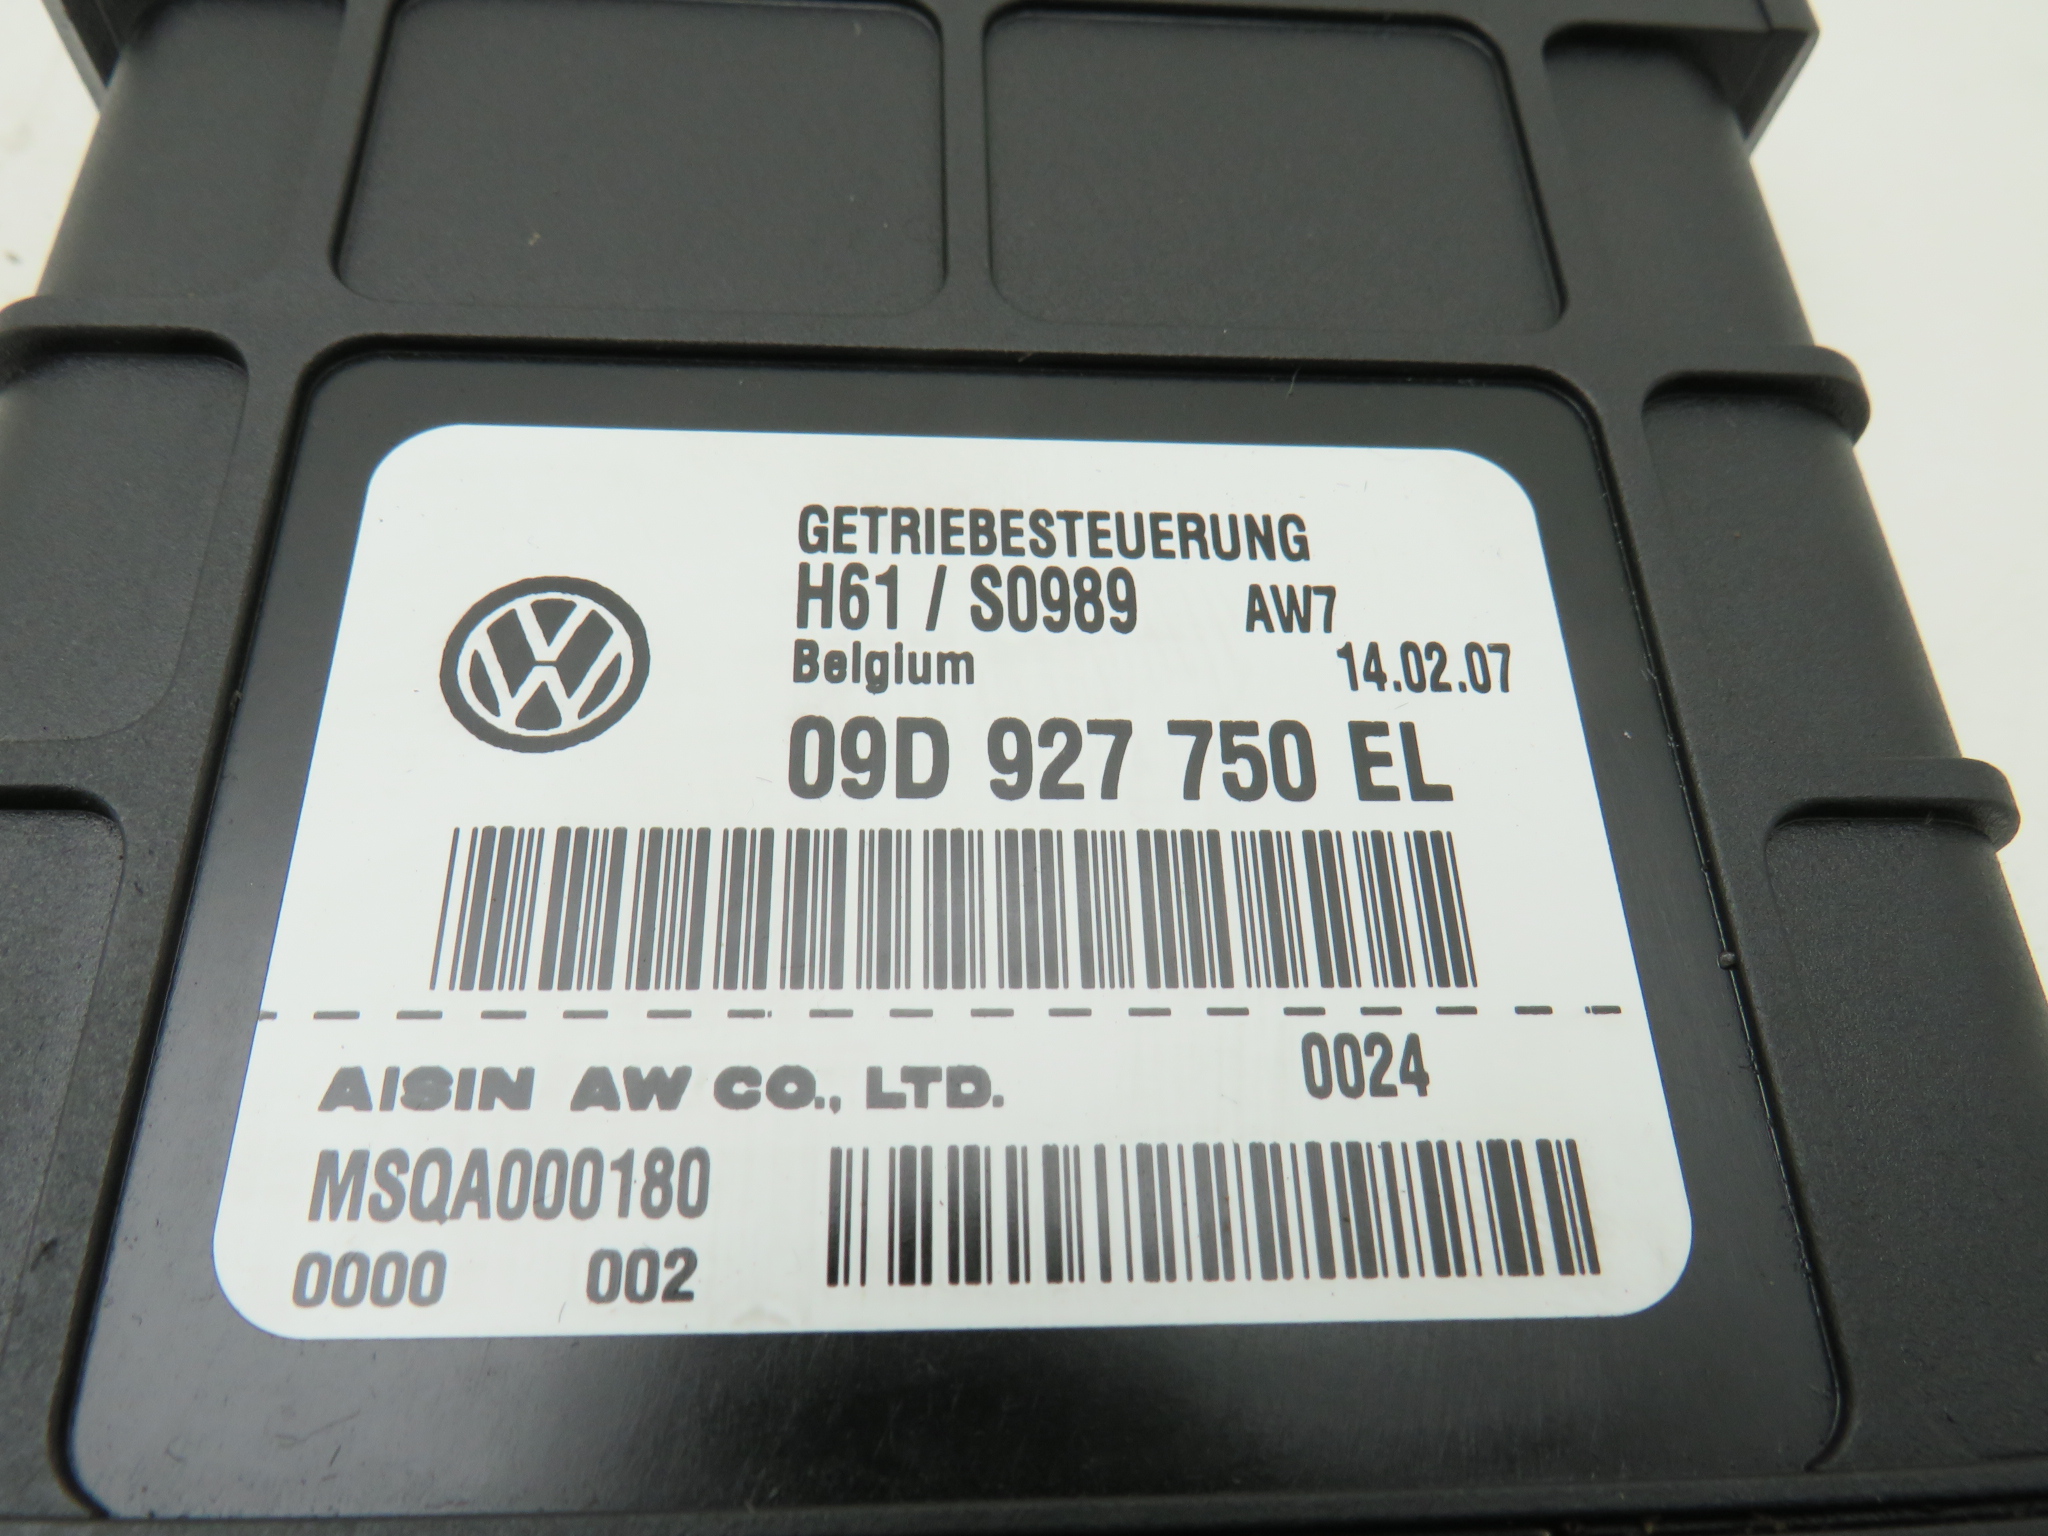 GETRIEBESTEUERUNG
H61 / S0989 AW7
Belgium 14.02.07
09D 927 750 EL
AISIN AW CO., LTD. 0024
MSQA000180
0000 002